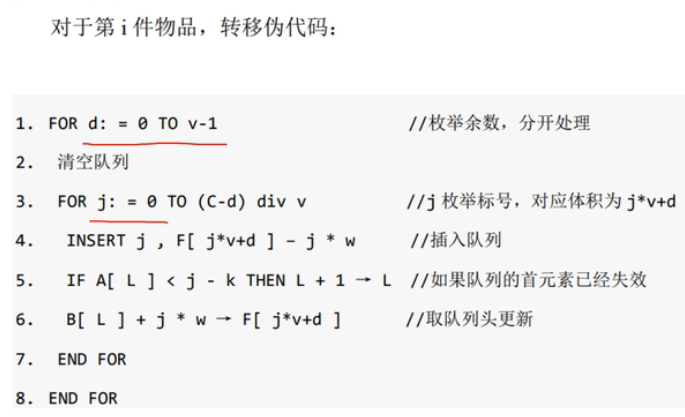 对于第 i 件物品，转移伪代码：
1. FOR d: = 0 TO v-1 //枚举余数，分开处理
2. 清空队列
3. FOR j: = 0 TO (C-d) div v //j 枚举标号，对应体积为 j*v+d
4. INSERT j , F[ j*v+d ] – j * w //插入队列
5. IF A[ L ] < j - k THEN L + 1 → L //如果队列的首元素已经失效
6. B[ L ] + j * w → F[ j*v+d ] //取队列头更新
7. END FOR
8. END FOR